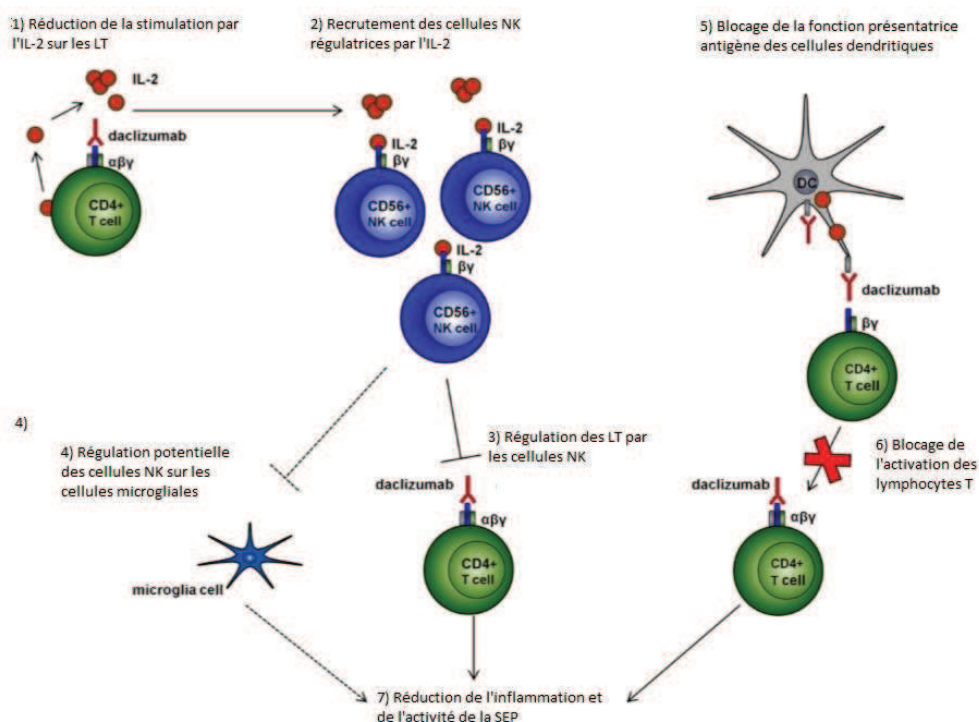 1) Réduction de la stimulation par
l'IL-2 sur les LT
IL-2
daclizumab
αβγ
CD4+
T cell
2) Recrutement des cellules NK
régulatrices par l'IL-2
IL-2
βγ
CD56+
NK cell
IL-2
βγ
CD56+
NK cell
IL-2
βγ
CD56+
NK cell
5) Blocage de la fonction présentatrice
antigène des cellules dendritiques
DC
daclizumab
βγ
CD4+
T cell
4)
4) Régulation potentielle
des cellules NK sur les
cellules microgliales
microglia cell
3) Régulation des LT par
les cellules NK
daclizumab
αβγ
CD4+
T cell
6) Blocage de
l'activation des
lymphocytes T
daclizumab
αβγ
CD4+
T cell
7) Réduction de l'inflammation et
de l'activité de la SEP